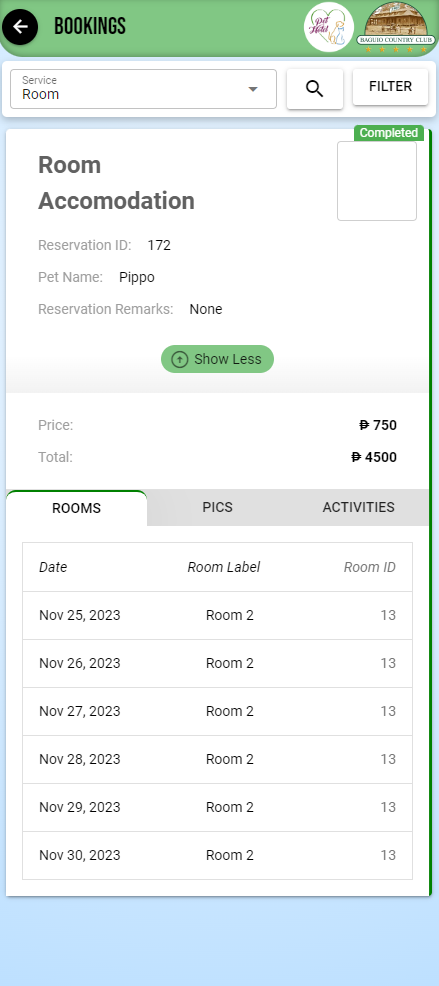 BOOKINGS
Pet Hotel
BAGUIO COUNTRY CLUB
Service
Room
FILTER
Completed
Room
Accomodation
Reservation ID: 172
Pet Name: Pippo
Reservation Remarks: None
Show Less
Price: ₱ 750
Total: ₱ 4500
ROOMS PICS ACTIVITIES
Date Room Label Room ID
Nov 25, 2023 Room 2 13
Nov 26, 2023 Room 2 13
Nov 27, 2023 Room 2 13
Nov 28, 2023 Room 2 13
Nov 29, 2023 Room 2 13
Nov 30, 2023 Room 2 13